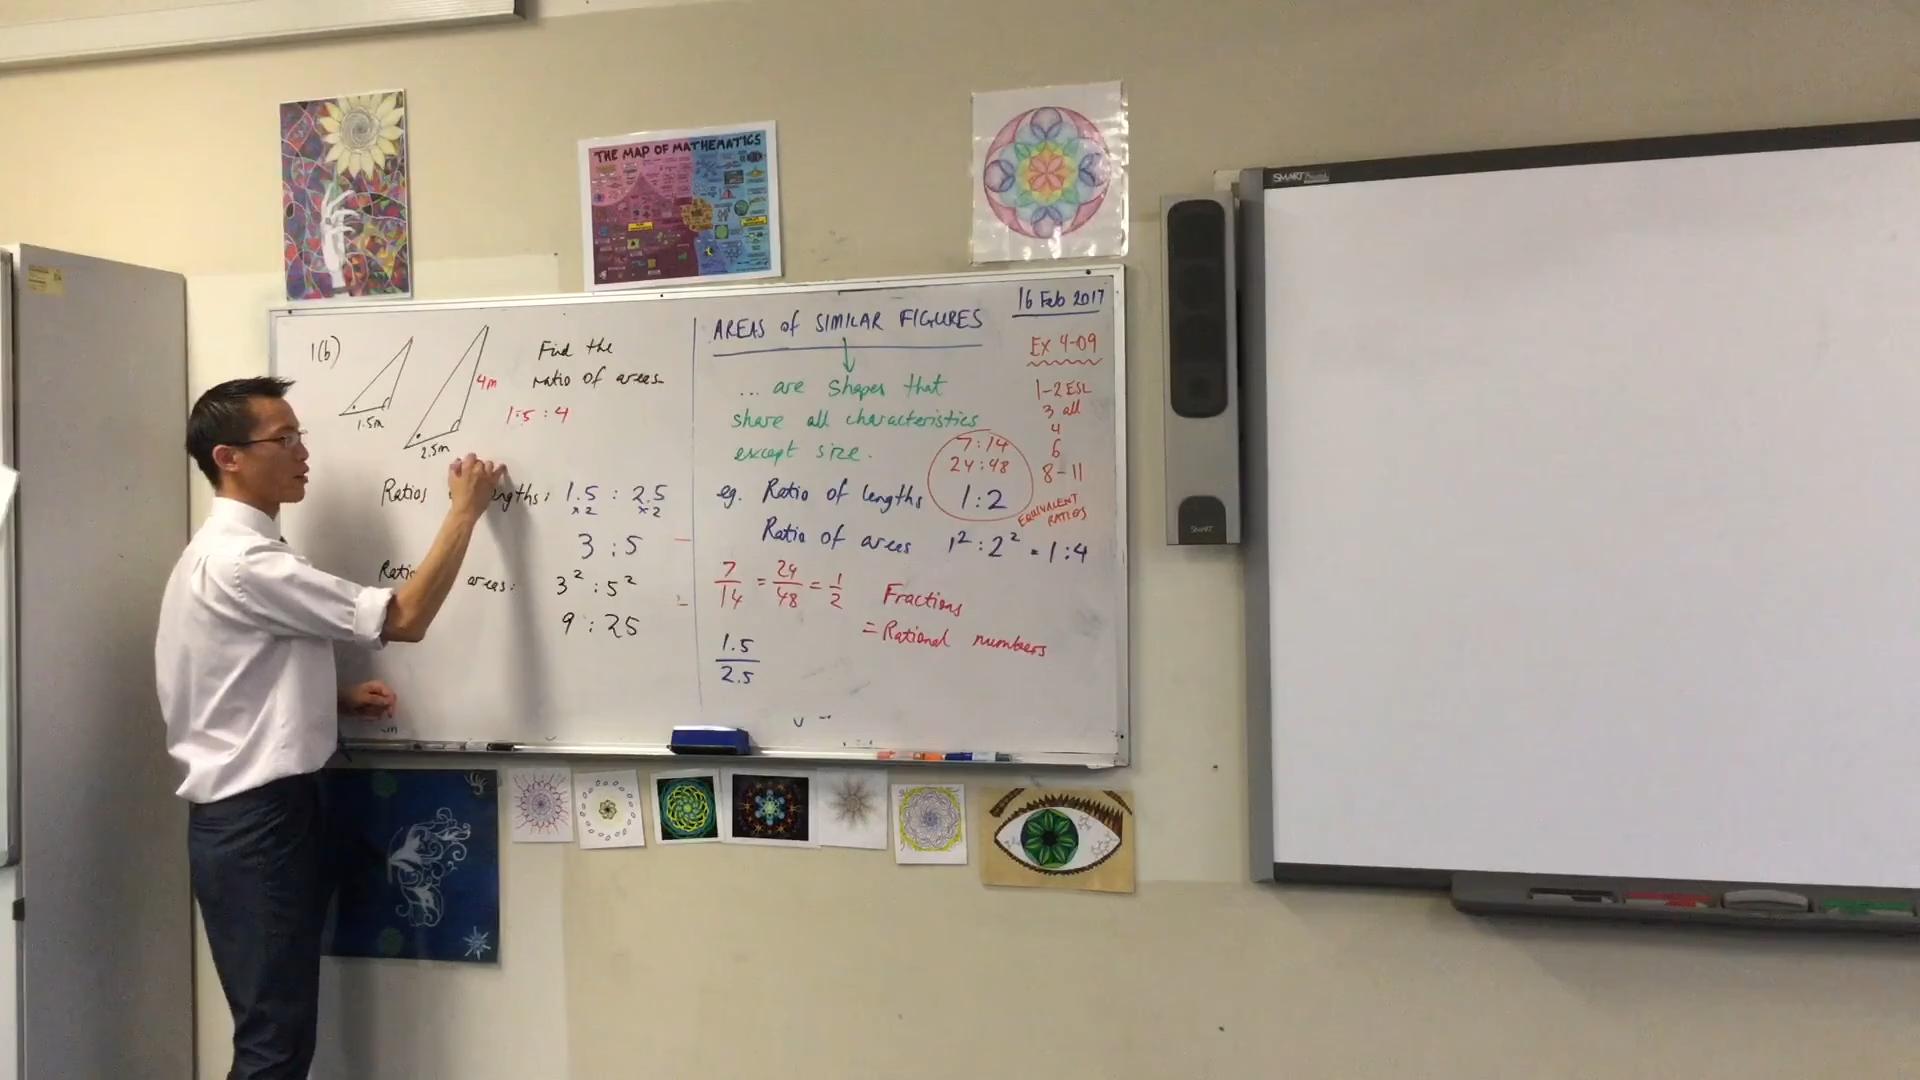 THE MAP OF MATHEMATICS
SMART Board
SMART
1(b)
1.5m
2.5m
4m
Find the
ratio of areas.
1.5 : 4
Ratios lengths: 1.5 : 2.5
×2 ×2
3 : 5
areas: 3² : 5²
9 : 25
16 Feb 2017
AREAS of SIMILAR FIGURES
... are shapes that
share all characteristics
except size.
eg. Ratio of lengths
7:14
24:48
1:2
EQUIVALENT
RATIOS
Ratio of areas 1² : 2² = 1:4
7/14 = 24/48 = 1/2
Fractions
= Rational numbers
1.5
2.5
Ex 4-09
1-2 ESL
3 all
4
6
8-11